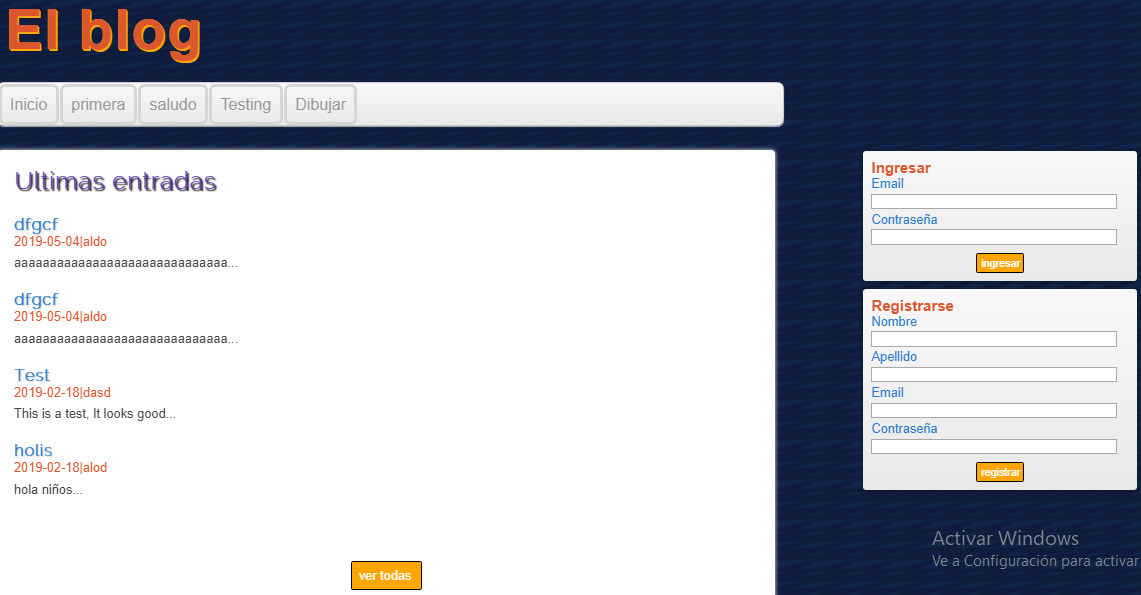 El blog
Inicio primera saludo Testing Dibujar
Ultimas entradas
dfgcf
2019-05-04|aldo
aaaaaaaaaaaaaaaaaaaaaaaaaaaaaa...
dfgcf
2019-05-04|aldo
aaaaaaaaaaaaaaaaaaaaaaaaaaaaaa...
Test
2019-02-18|dasd
This is a test, It looks good...
holis
2019-02-18|alod
hola niños...
ver todas
Ingresar
Email
Contraseña
ingresar
Registrarse
Nombre
Apellido
Email
Contraseña
registrar
Activar Windows
Ve a Configuración para activar